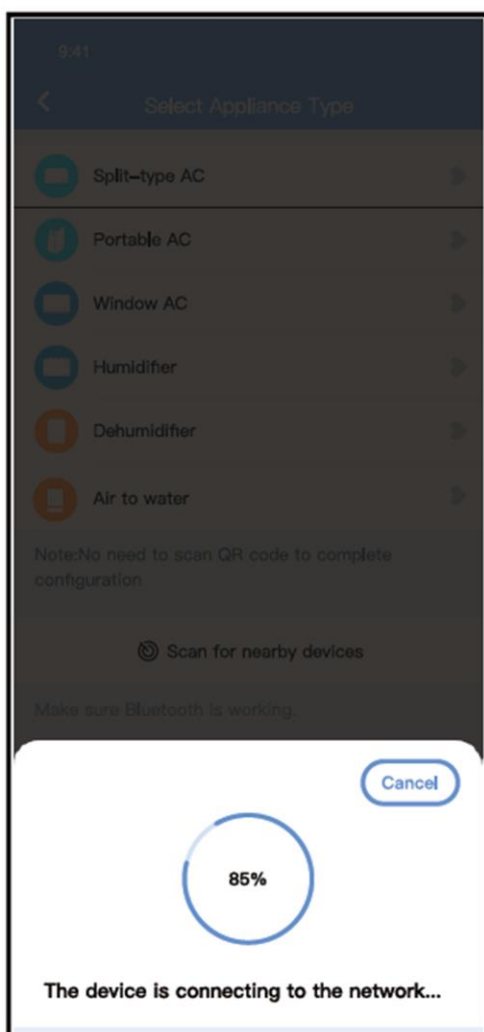 9:41
Select Appliance Type
Split-type AC
Portable AC
Window AC
Humidifier
Dehumidifier
Air to water
Note:No need to scan QR code to complete
configuration
Scan for nearby devices
Make sure Bluetooth is working.
Cancel
85%
The device is connecting to the network...